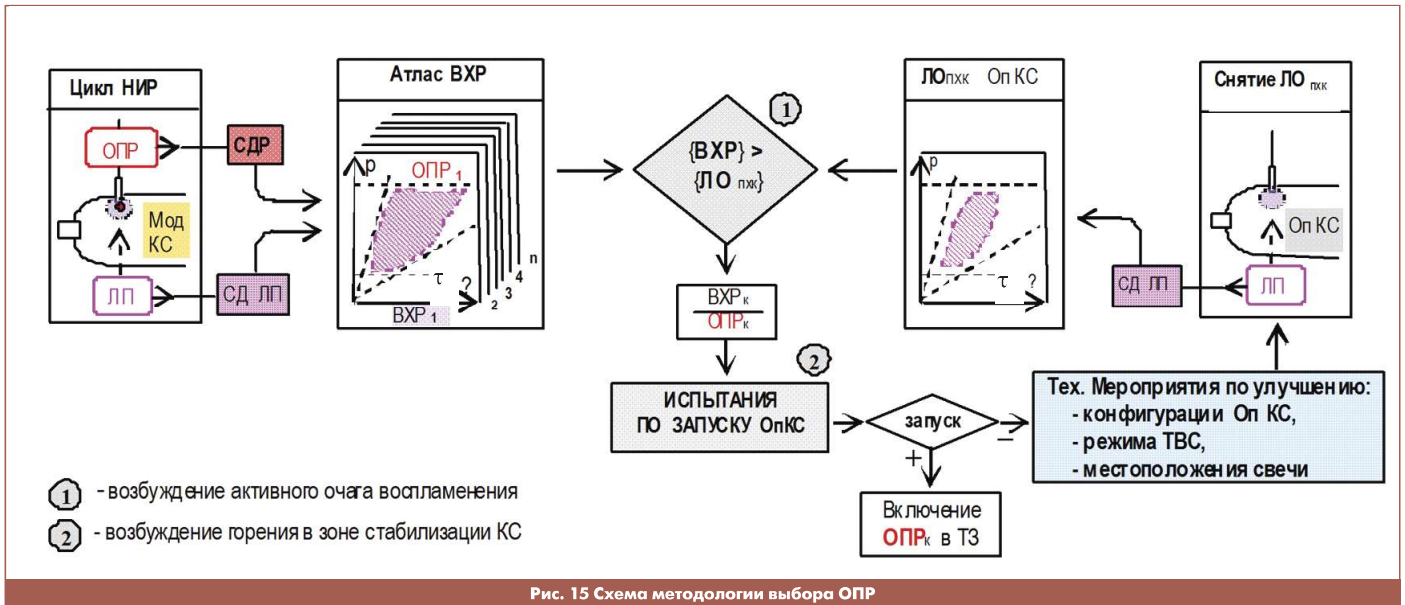 Цикл НИР
ОПР
СДР
Мод
КС
ЛП
СД ЛП
Атлас ВХР
p
ОПР 1
τ
?
n
4
3
2
ВХР 1
1
{ВХР} >
{ЛО пхк}
ВХРк
ОПРк
2
ИСПЫТАНИЯ
ПО ЗАПУСКУ ОпКС
запуск
+
–
Включение
ОПРк в ТЗ
ЛОпхк Оп КС
p
τ
?
СД ЛП
Снятие ЛО пхк
Оп КС
ЛП
Тех. Мероприятия по улучшению:
- конфигурации Оп КС,
- режима ТВС,
- местоположения свечи
1 - возбуждение активного очага воспламенения
2 - возбуждение горения в зоне стабилизации КС
Рис. 15 Схема методологии выбора ОПР